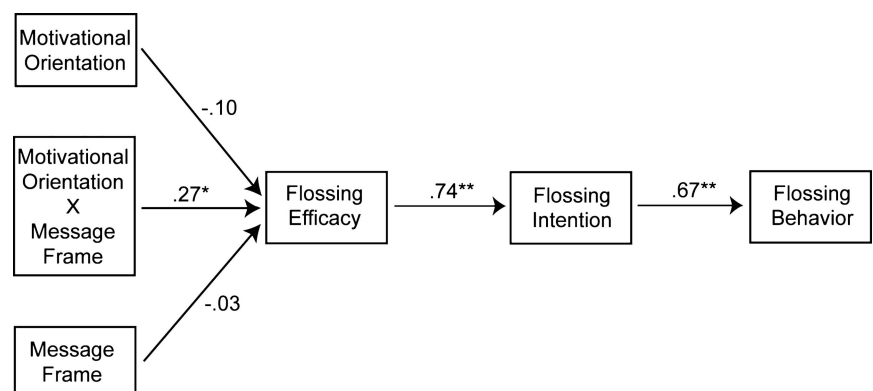 Motivational
Orientation
-.10
Motivational
Orientation
X
Message
Frame
.27*
Flossing
Efficacy
.74**
Flossing
Intention
.67**
Flossing
Behavior
-.03
Message
Frame